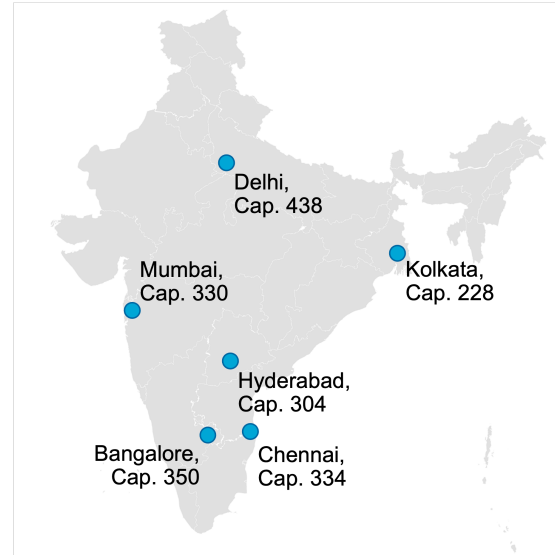 Delhi,
Cap. 438
Mumbai,
Cap. 330
Kolkata,
Cap. 228
Hyderabad,
Cap. 304
Bangalore,
Cap. 350
Chennai,
Cap. 334